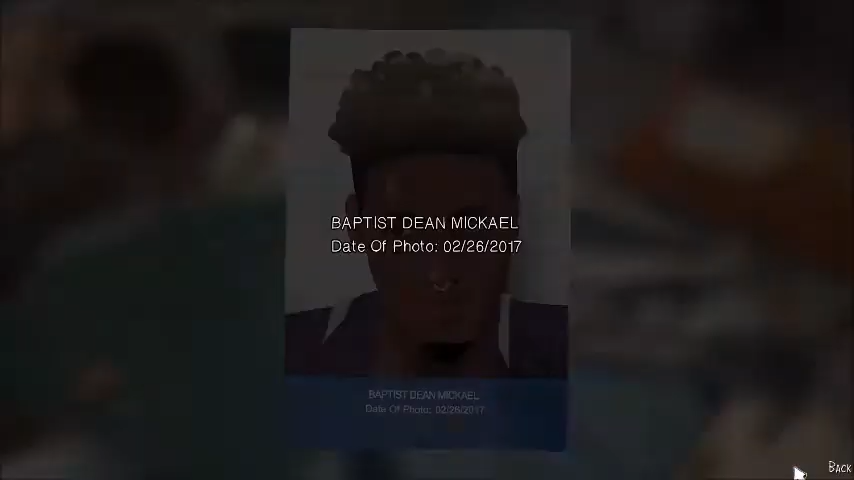 BAPTIST DEAN MICKAEL
Date Of Photo: 02/26/2017
BAPTIST DEAN MICKAEL
Date Of Photo: 02/26/2017
BACK